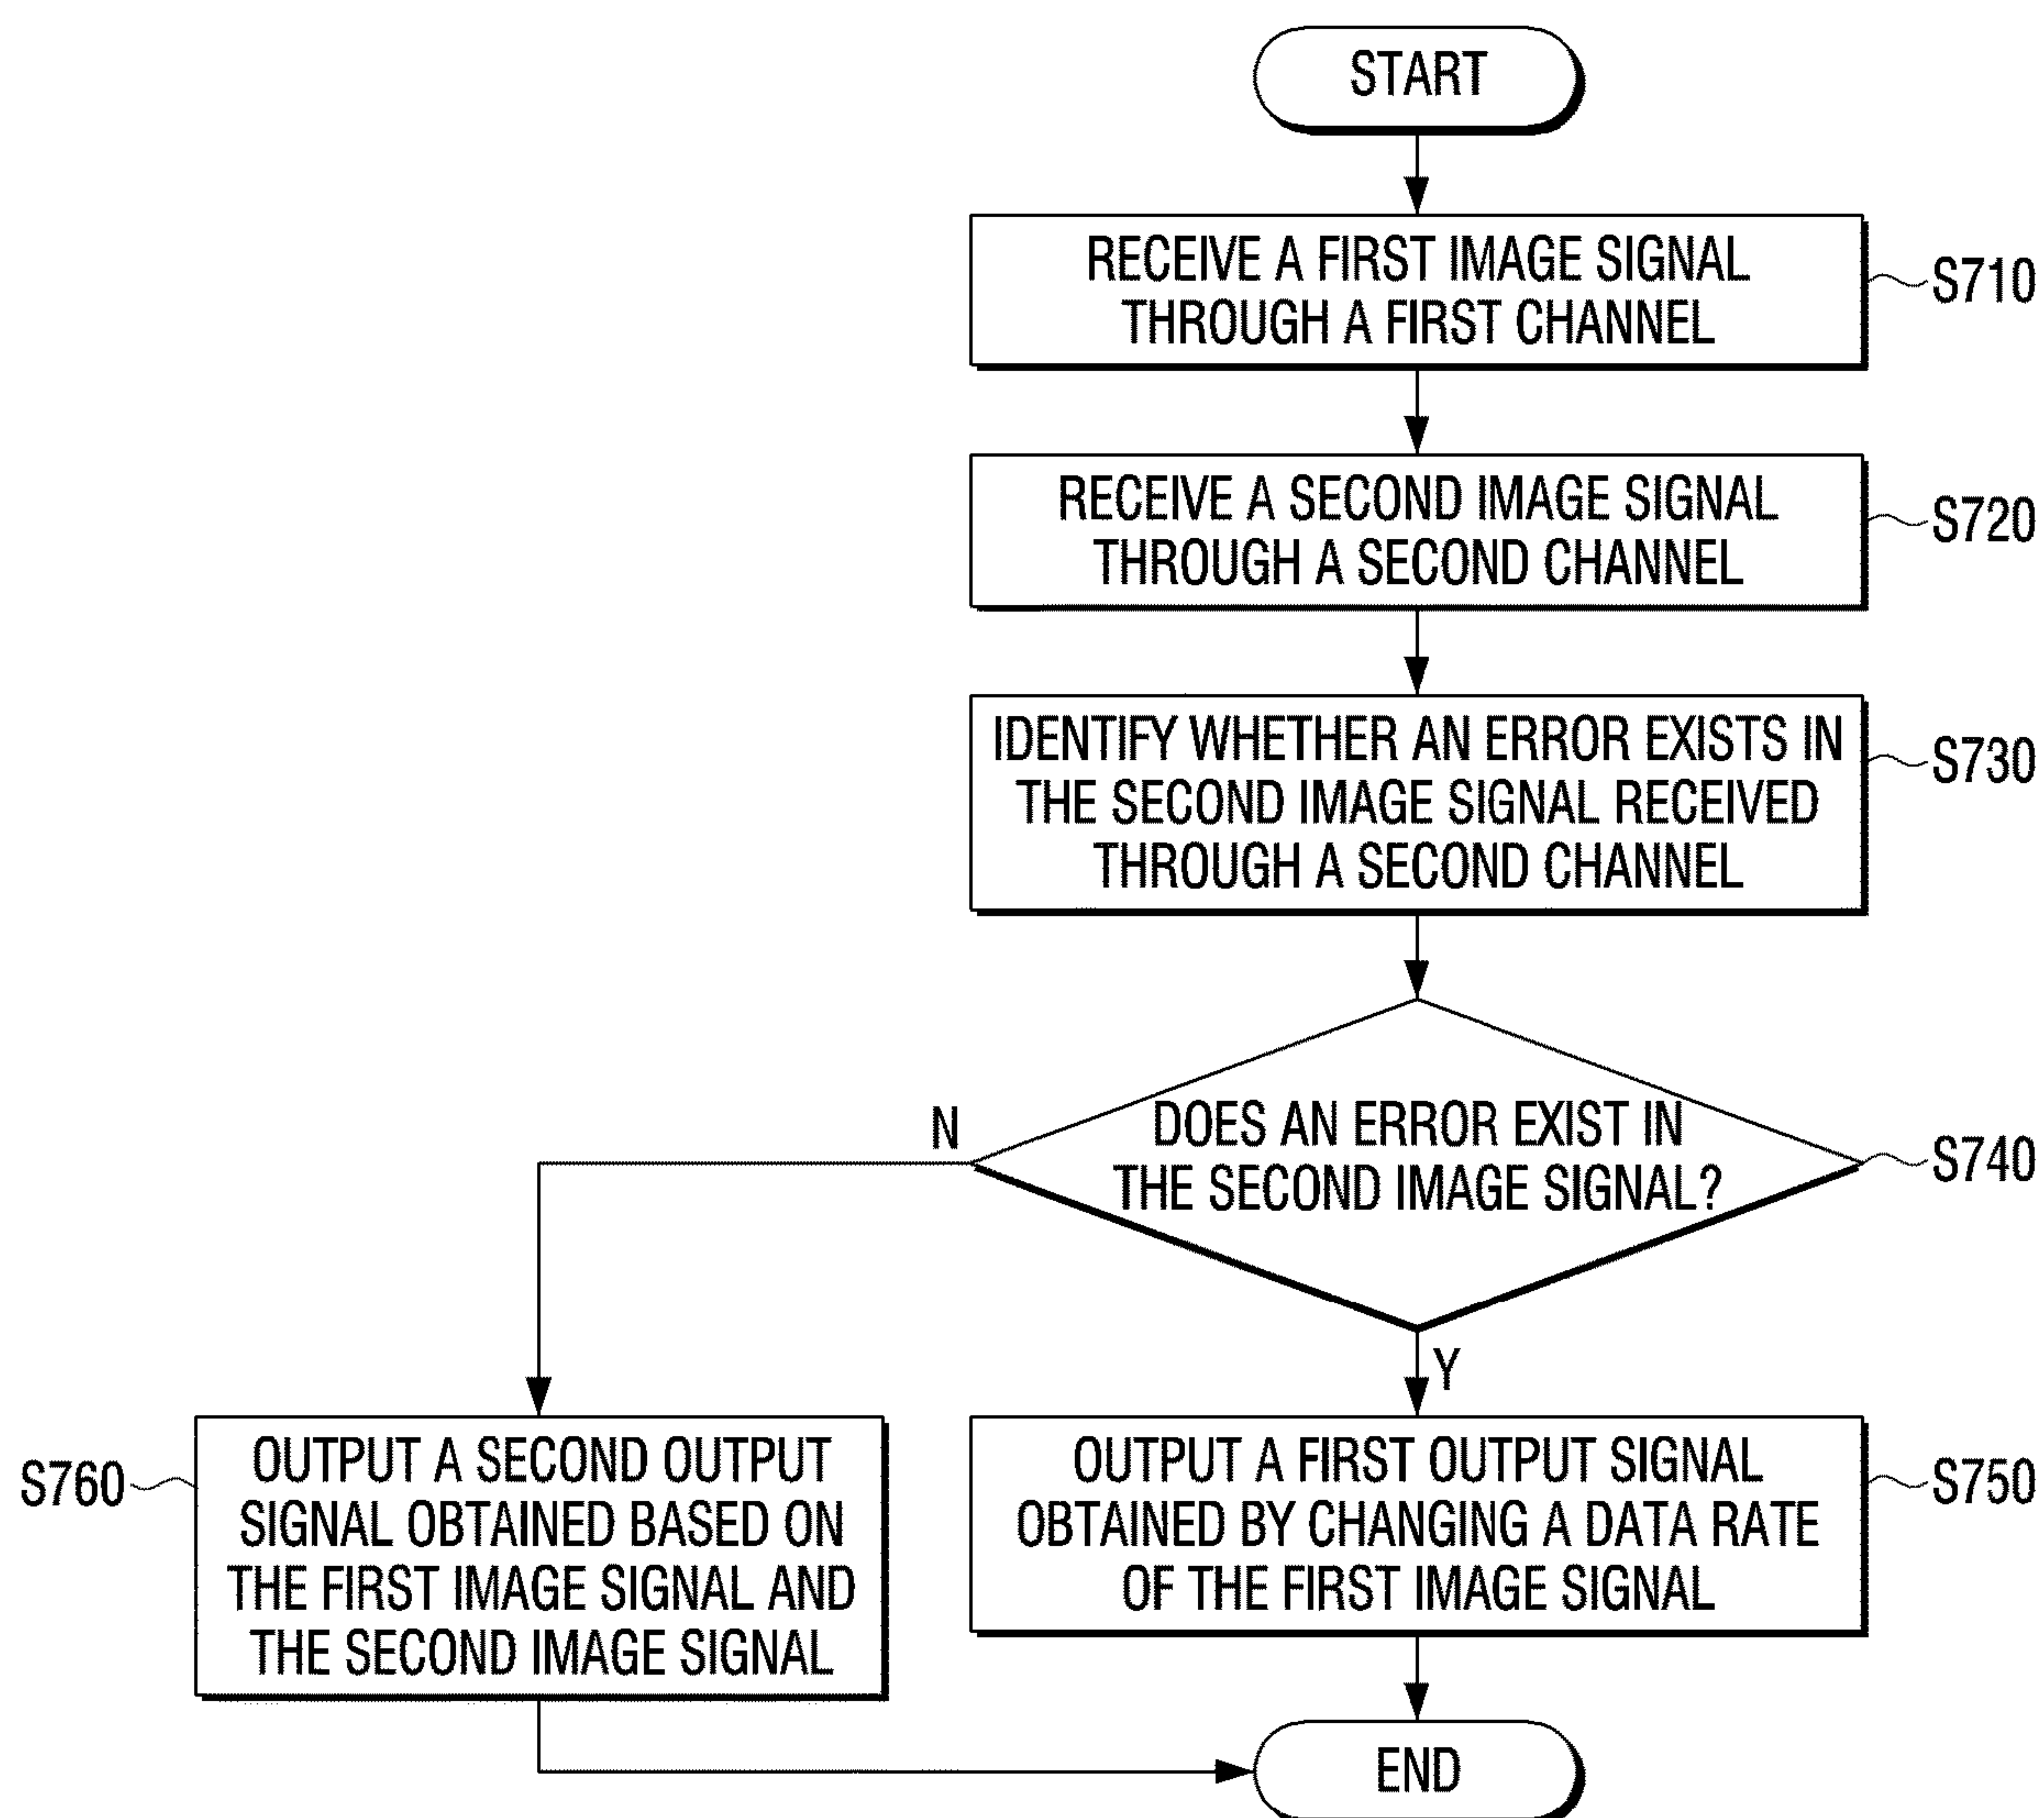 START
RECEIVE A FIRST IMAGE SIGNAL
THROUGH A FIRST CHANNEL
S710
RECEIVE A SECOND IMAGE SIGNAL
THROUGH A SECOND CHANNEL
S720
IDENTIFY WHETHER AN ERROR EXISTS IN
THE SECOND IMAGE SIGNAL RECEIVED
THROUGH A SECOND CHANNEL
S730
DOES AN ERROR EXIST IN
THE SECOND IMAGE SIGNAL?
S740
N
Y
S760
OUTPUT A SECOND OUTPUT
SIGNAL OBTAINED BASED ON
THE FIRST IMAGE SIGNAL AND
THE SECOND IMAGE SIGNAL
OUTPUT A FIRST OUTPUT SIGNAL
OBTAINED BY CHANGING A DATA RATE
OF THE FIRST IMAGE SIGNAL
S750
END